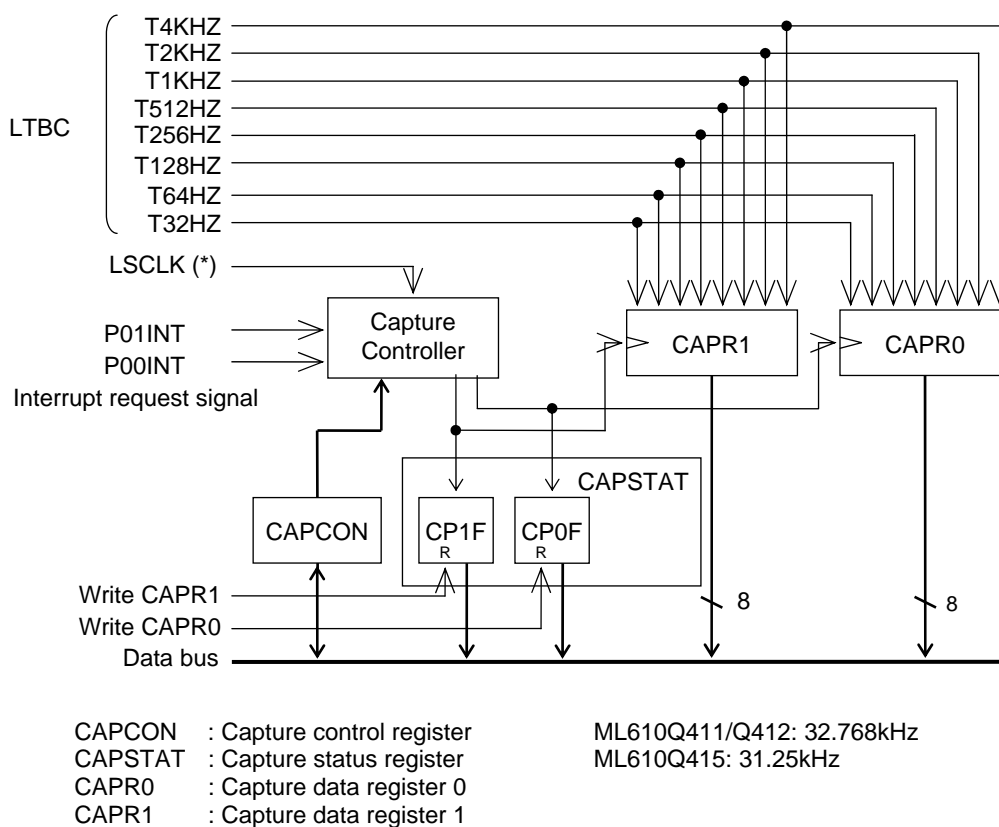 T4KHZ
T2KHZ
T1KHZ
T512HZ
LTBC
T256HZ
T128HZ
T64HZ
T32HZ
LSCLK (*)
P01INT
P00INT
Interrupt request signal
Capture
Controller
CAPR1
CAPR0
CAPSTAT
CAPCON
CP1F
R
CP0F
R
Write CAPR1
Write CAPR0
Data bus
8
8
CAPCON : Capture control register
CAPSTAT : Capture status register
CAPR0 : Capture data register 0
CAPR1 : Capture data register 1
ML610Q411/Q412: 32.768kHz
ML610Q415: 31.25kHz